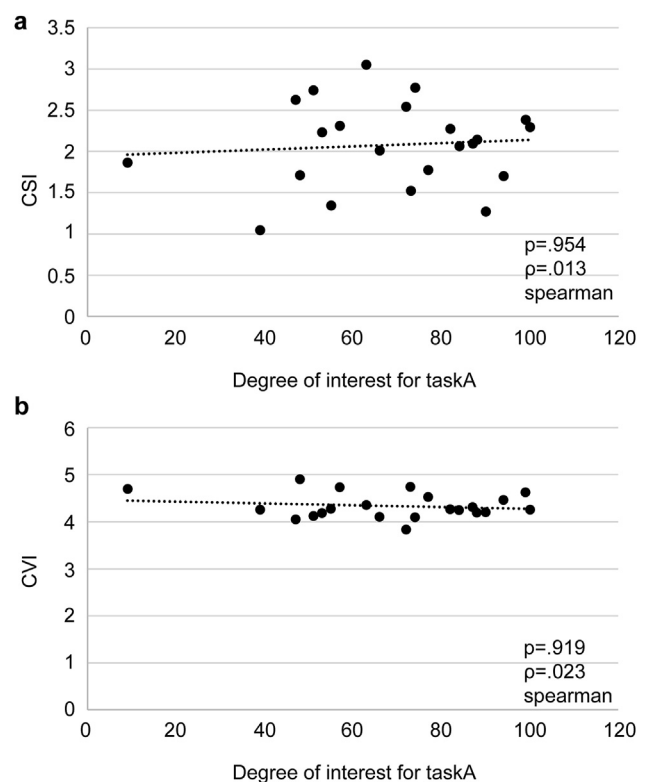 a
3.5
3
2.5
2
1.5
1
0.5
0
CSI
p=.954
ρ=.013
spearman
0 20 40 60 80 100 120
Degree of interest for taskA
b
6
5
4
3
2
1
0
CVI
p=.919
ρ=.023
spearman
0 20 40 60 80 100 120
Degree of interest for taskA